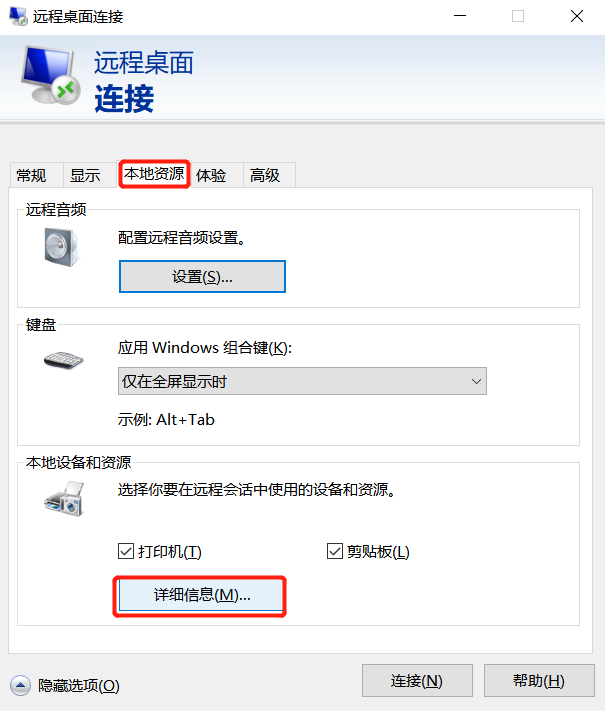 远程桌面连接
远程桌面
连接
常规 显示 本地资源 体验 高级
远程音频
配置远程音频设置。
设置(S)...
键盘
应用 Windows 组合键(K):
仅在全屏显示时
示例: Alt+Tab
本地设备和资源
选择你要在远程会话中使用的设备和资源。
打印机(T) 剪贴板(L)
详细信息(M)...
隐藏选项(O) 连接(N) 帮助(H)